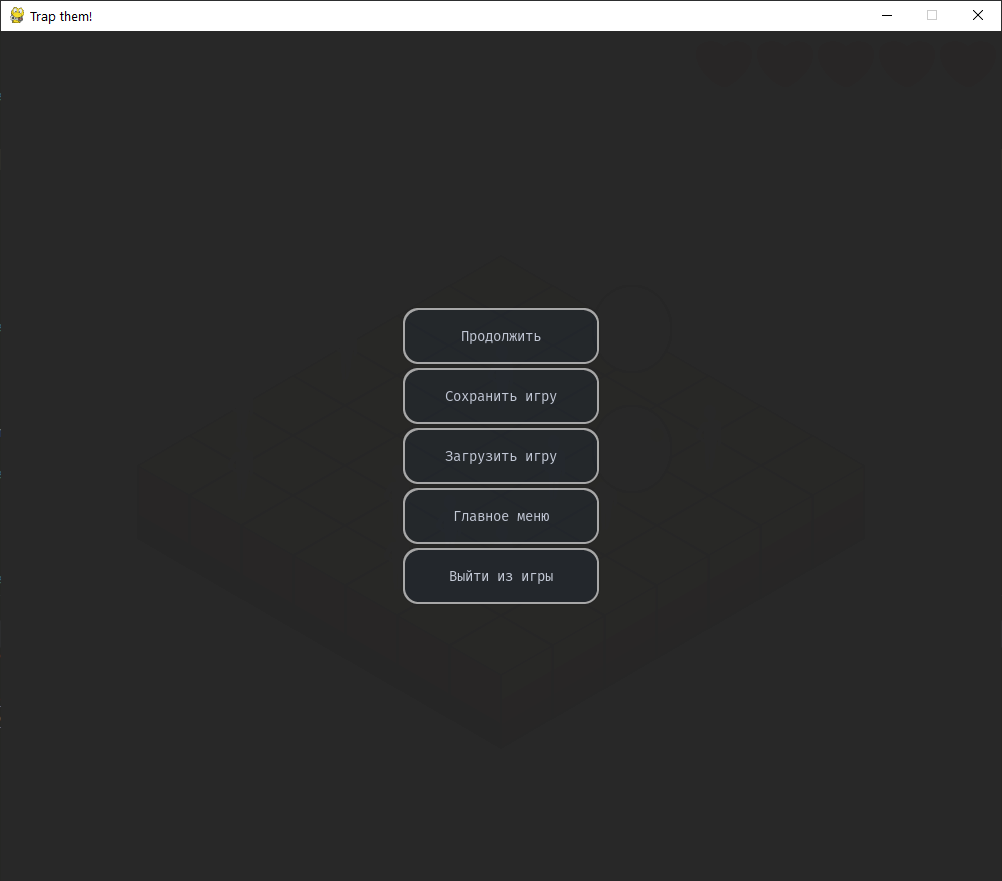 Trap them!
Продолжить
Сохранить игру
Загрузить игру
Главное меню
Выйти из игры